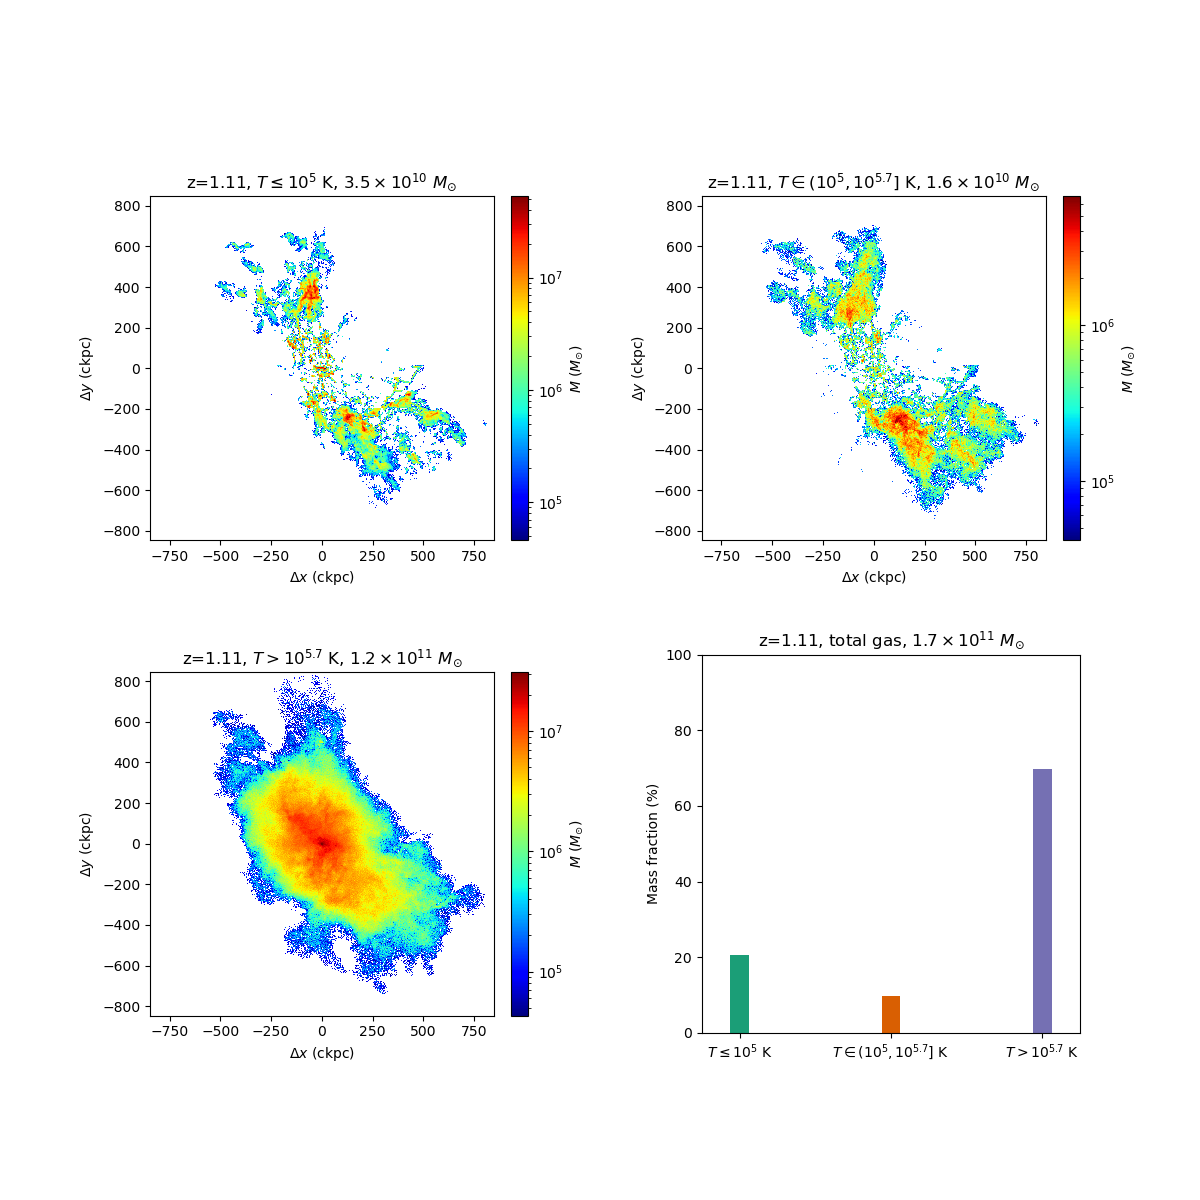 z=1.11, T ≤ 10^5 K, 3.5 × 10^10 M_⊙
800
600
400
200
0
−200
−400
−600
−800
−750 −500 −250 0 250 500 750
Δy (ckpc)
Δx (ckpc)
10^7
10^6
10^5
M (M_⊙)
z=1.11, T ∈ (10^5, 10^5.7] K, 1.6 × 10^10 M_⊙
800
600
400
200
0
−200
−400
−600
−800
−750 −500 −250 0 250 500 750
Δy (ckpc)
Δx (ckpc)
10^6
10^5
M (M_⊙)
z=1.11, T > 10^5.7 K, 1.2 × 10^11 M_⊙
800
600
400
200
0
−200
−400
−600
−800
−750 −500 −250 0 250 500 750
Δy (ckpc)
Δx (ckpc)
10^7
10^6
10^5
M (M_⊙)
z=1.11, total gas, 1.7 × 10^11 M_⊙
100
80
60
40
20
0
Mass fraction (%)
T ≤ 10^5 K T ∈ (10^5, 10^5.7] K T > 10^5.7 K